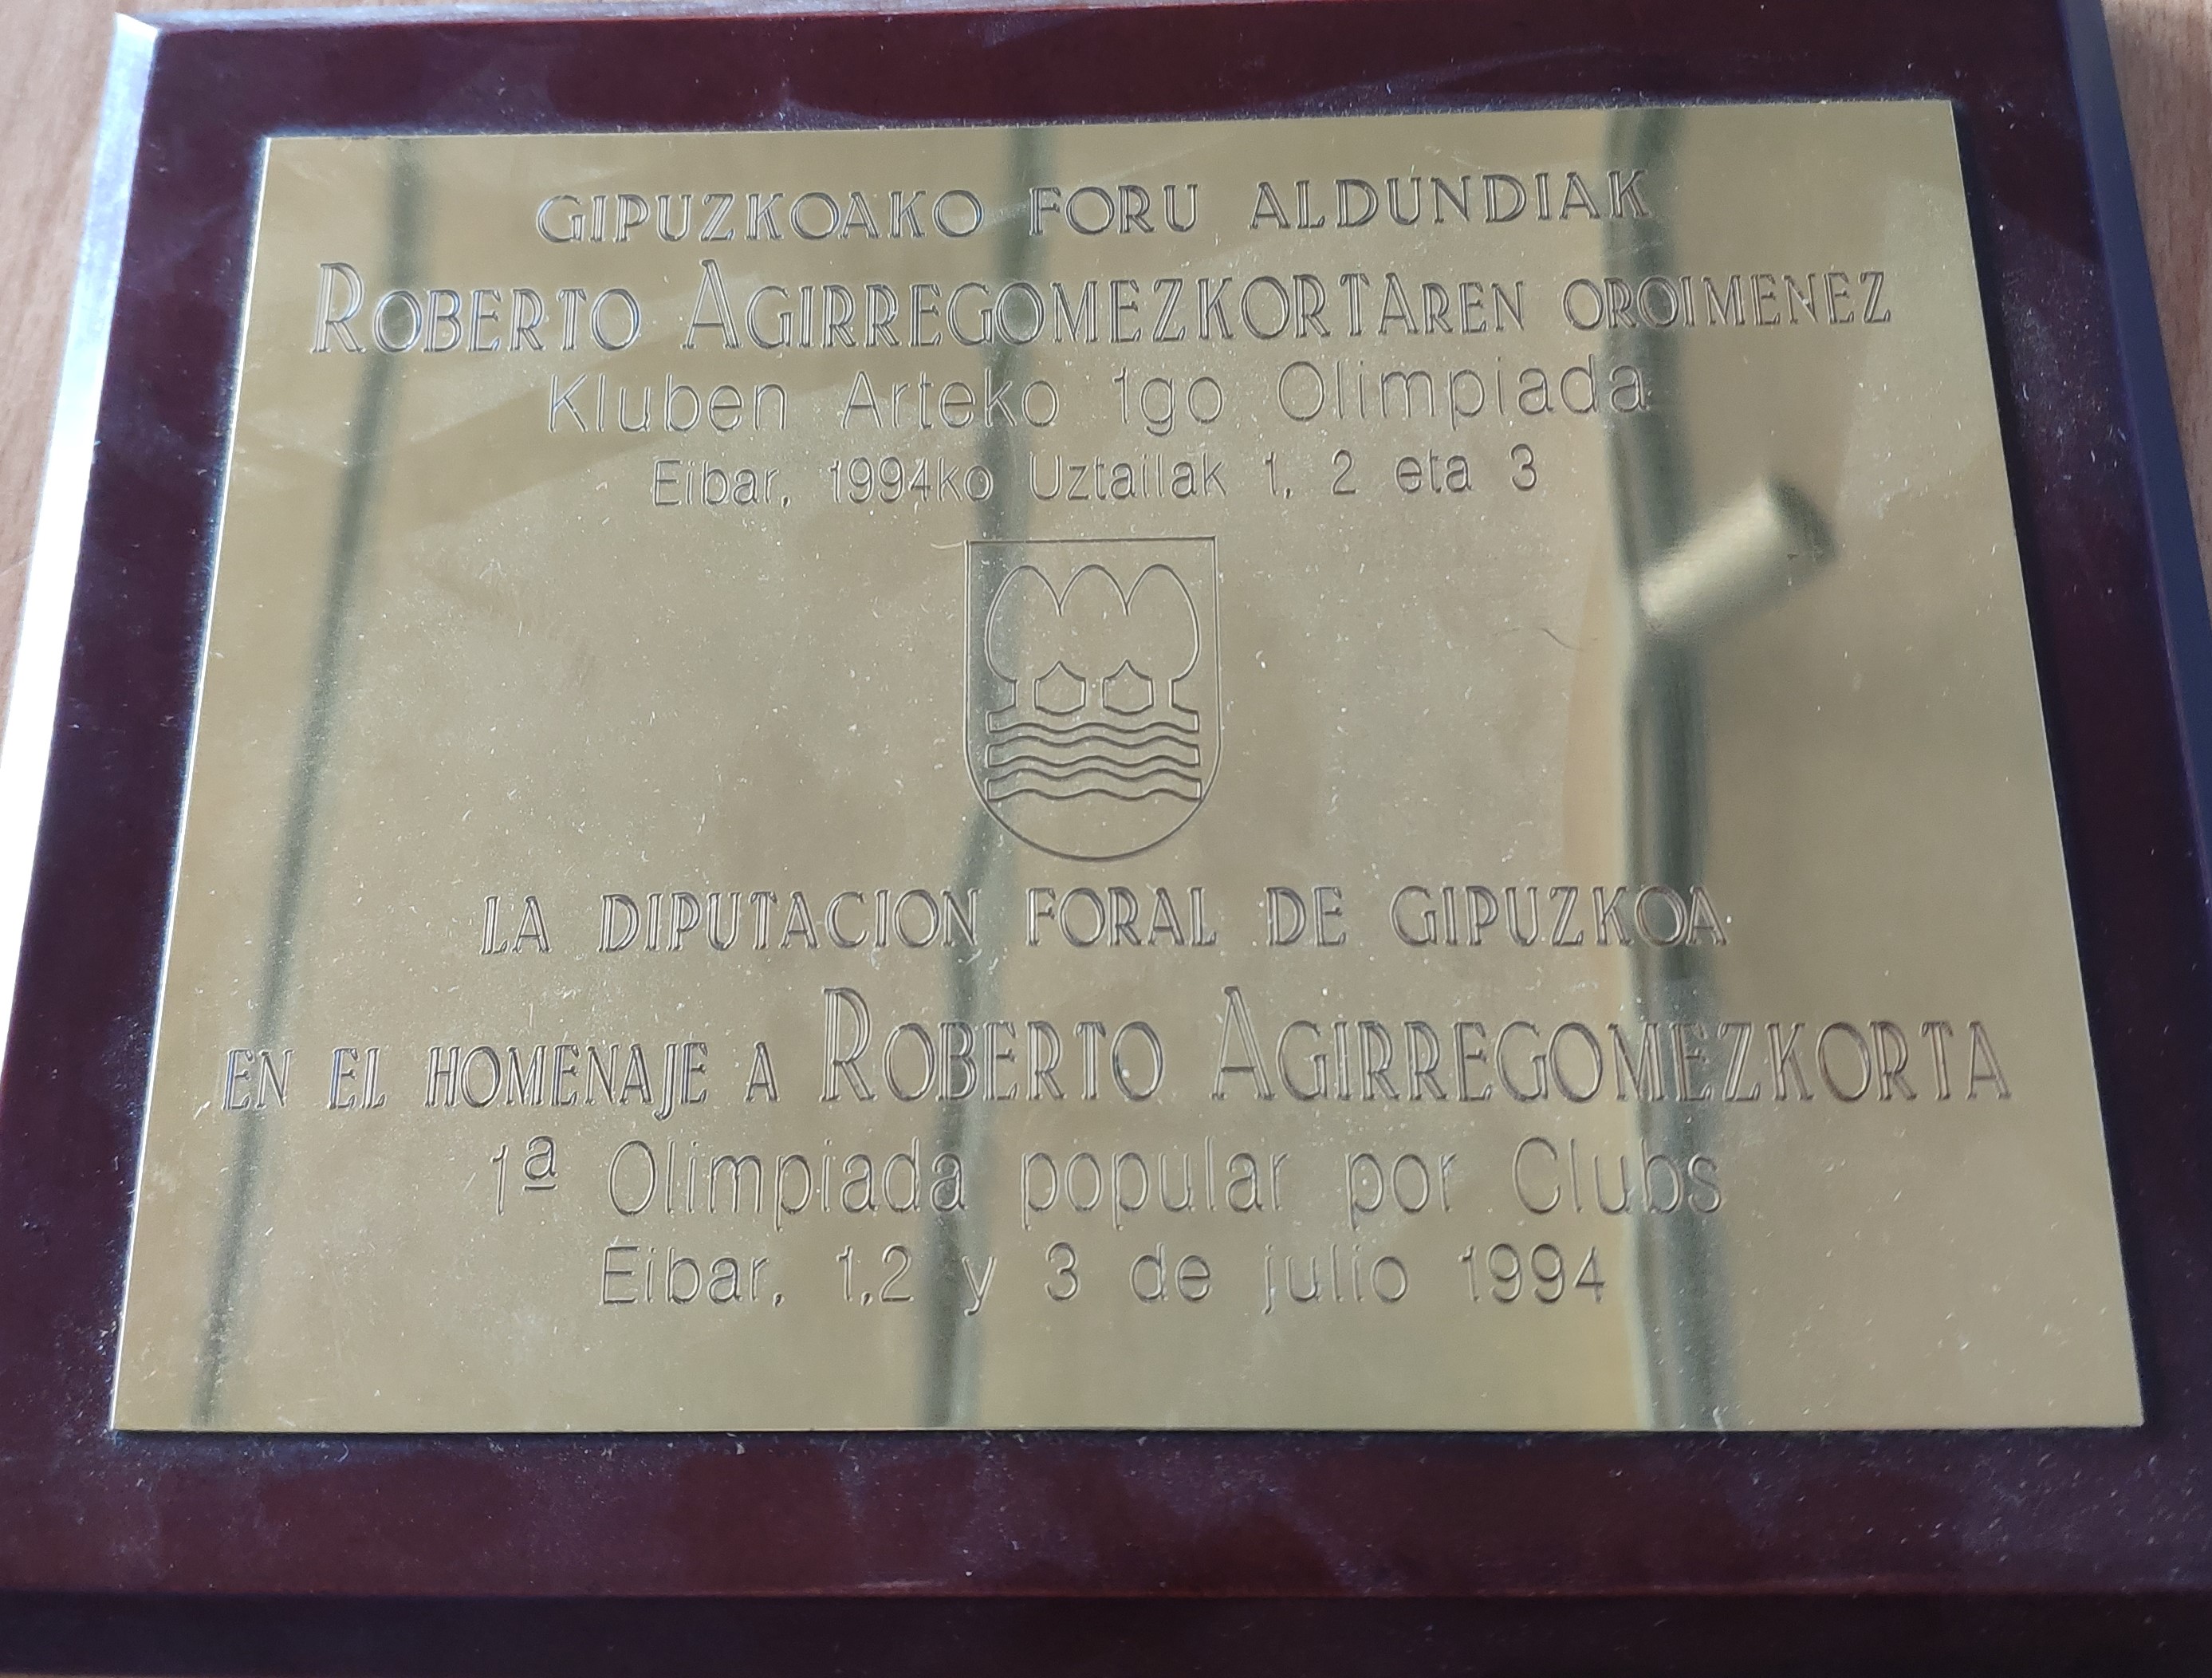 GIPUZKOAKO FORU ALDUNDIAK
ROBERTO AGIRREGOMEZKORTAREN OROIMENEZ
Kluben Arteko 1go Olimpiada
Eibar, 1994ko Uztailak 1, 2 eta 3
LA DIPUTACION FORAL DE GIPUZKOA
EN EL HOMENAJE A ROBERTO AGIRREGOMEZKORTA
1ª Olimpiada popular por Clubs
Eibar, 1,2 y 3 de julio 1994